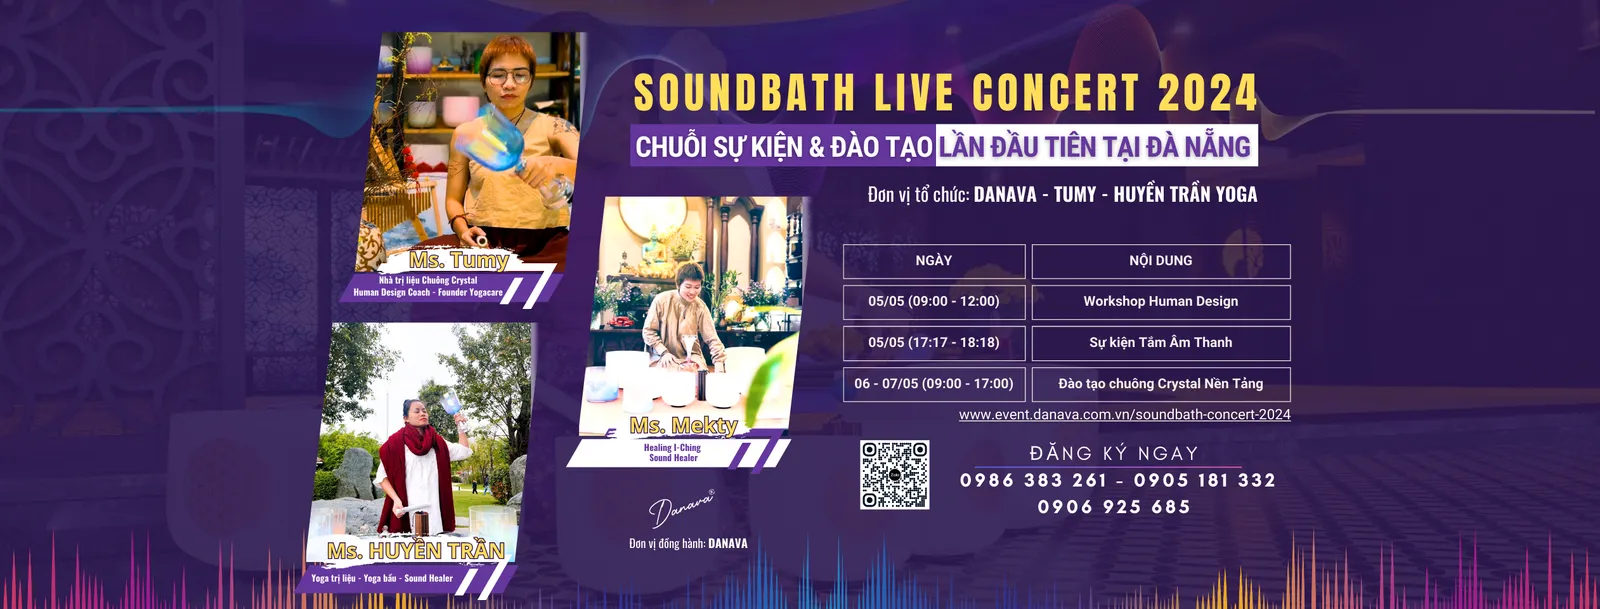 SOUNDBATH LIVE CONCERT 2024
CHUỖI SỰ KIỆN & ĐÀO TẠO LẦN ĐẦU TIÊN TẠI ĐÀ NẴNG
Đơn vị tổ chức: DANAVA - TUMY - HUYỀN TRẦN YOGA
Ms. Tumy
Nhà trị liệu Chuông Crystal
Human Design Coach - Founder Yogacare
Ms. Mekty
Healing I-Ching
Sound Healer
Ms. HUYỀN TRẦN
Yoga trị liệu - Yoga bầu - Sound Healer
NGÀY NỘI DUNG
05/05 (09:00 - 12:00) Workshop Human Design
05/05 (17:17 - 18:18) Sự kiện Tắm Âm Thanh
06 - 07/05 (09:00 - 17:00) Đào tạo chuông Crystal Nền Tảng
www.event.danava.com.vn/soundbath-concert-2024
ĐĂNG KÝ NGAY
0986 383 261 - 0905 181 332
0906 925 685
Danava®
Đơn vị đồng hành: DANAVA